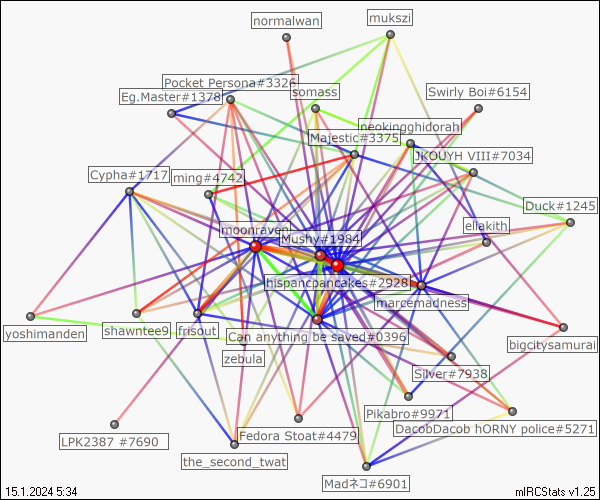 normalwan
mukszi
Pocket Persona#3326
Eg.Master#1378
somass
Swirly Boi#6154
neokingghidorah
Majestic#3375
JKOUYH VIII#7034
Cypha#1717
ming#4742
Duck#1245
moonraven
Mushy#1984
ellakith
hispancpancakes#2928
marcemadness
yoshimanden
shawntee9
frisout
Can anything be saved#0396
bigcitysamurai
zebula
Silver#7938
Pikabro#9971
DacobDacob hORNY police#5271
LPK2387 #7690
Fedora Stoat#4479
the_second_twat
Madネコ#6901
15.1.2024 5:34
mIRCStats v1.25